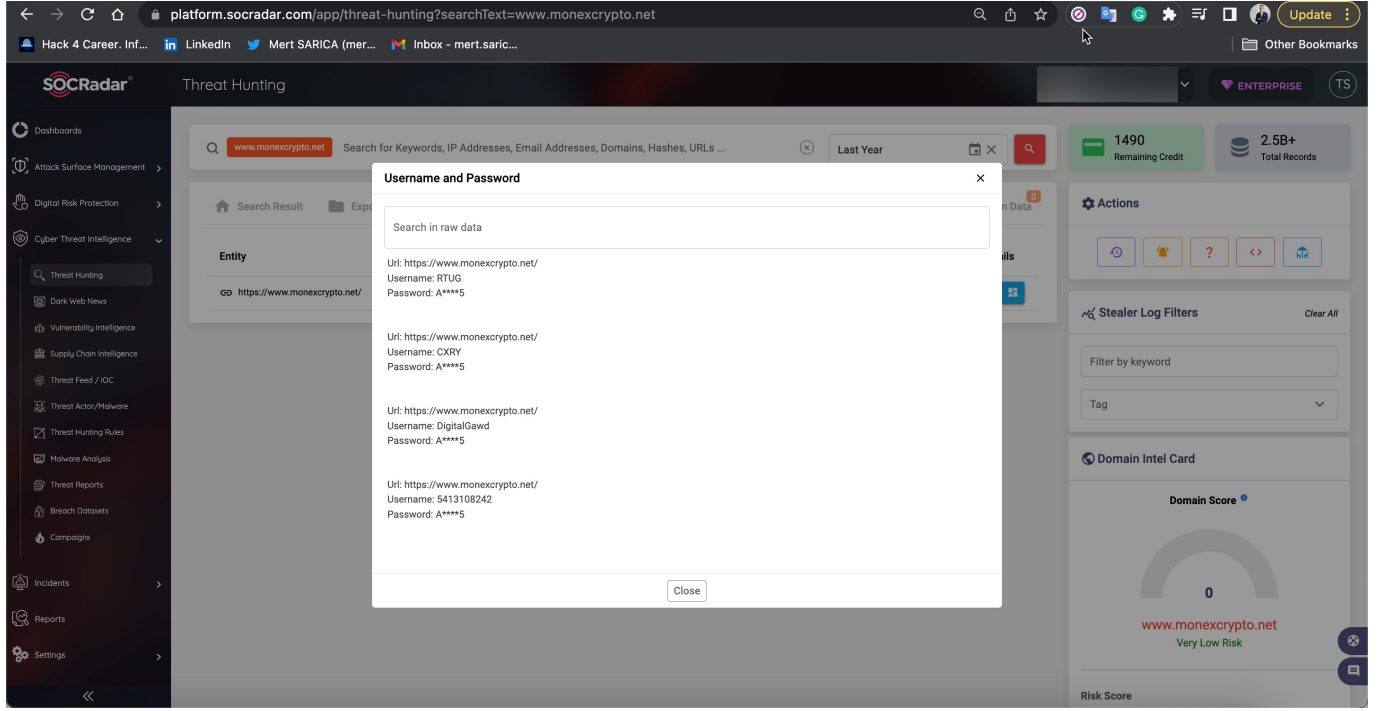 platform.socradar.com/app/threat-hunting?searchText=www.monexcrypto.net
Update
Hack 4 Career. Inf...
in LinkedIn
Mert SARICA (mer...
Inbox - mert.saric...
Other Bookmarks
SOCRadar®
Threat Hunting
ENTERPRISE
TS
Dashboards
Attack Surface Management
Digital Risk Protection
Cyber Threat Intelligence
Threat Hunting
Dark Web News
Vulnerability Intelligence
Supply Chain Intelligence
Threat Feed / IOC
Threat Actor/Malware
Threat Hunting Rules
Malware Analysis
Threat Reports
Breach Datasets
Campaigns
Incidents
Reports
Settings
www.monexcrypto.net
Search for Keywords, IP Addresses, Email Addresses, Domains, Hashes, URLs ...
Last Year
Search Result
Expo
n Data
0
Entity
ils
https://www.monexcrypto.net/
Username and Password
Search in raw data
Url: https://www.monexcrypto.net/
Username: RTUG
Password: A****5
Url: https://www.monexcrypto.net/
Username: CXRY
Password: A****5
Url: https://www.monexcrypto.net/
Username: DigitalGawd
Password: A****5
Url: https://www.monexcrypto.net/
Username: 5413108242
Password: A****5
Close
1490
Remaining Credit
2.5B+
Total Records
Actions
?
<>
Stealer Log Filters
Clear All
Filter by keyword
Tag
Domain Intel Card
Domain Score
0
www.monexcrypto.net
Very Low Risk
Risk Score